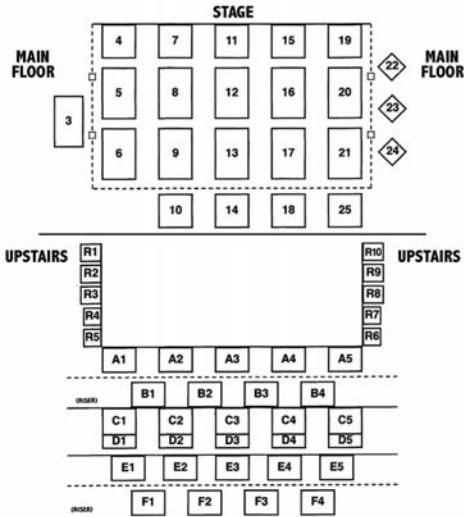 STAGE
MAIN FLOOR
MAIN FLOOR
4 7 11 15 19
22
5 8 12 16 20
3
23
6 9 13 17 21
24
10 14 18 25
UPSTAIRS
UPSTAIRS
R1 R10
R2 R9
R3 R8
R4 R7
R5 R6
A1 A2 A3 A4 A5
(RISER) B1 B2 B3 B4
C1 C2 C3 C4 C5
D1 D2 D3 D4 D5
E1 E2 E3 E4 E5
(RISER) F1 F2 F3 F4